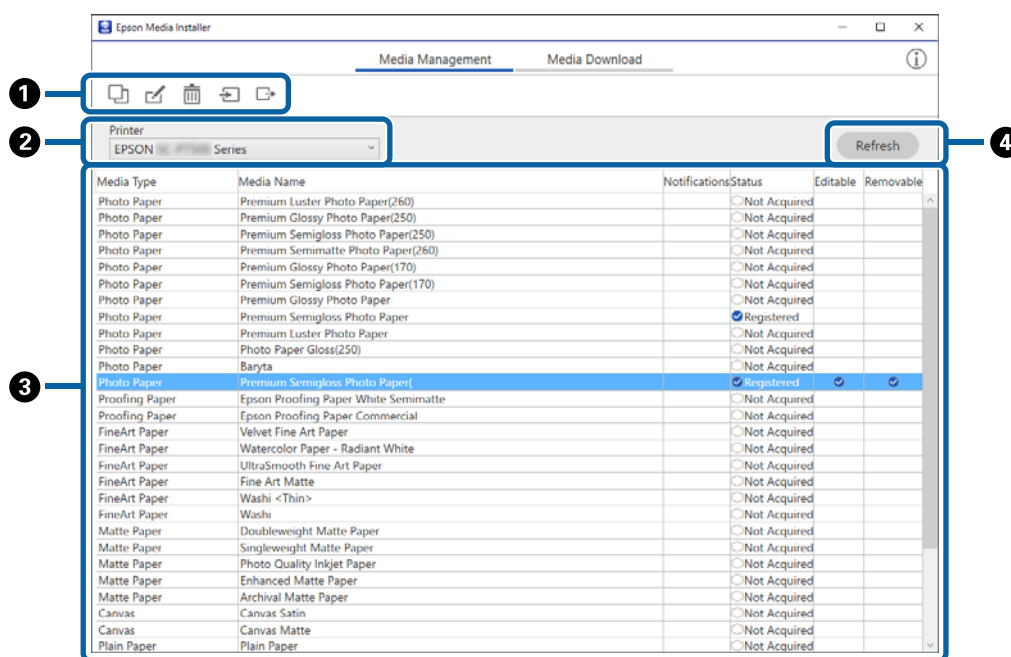 Epson Media Installer
Media Management Media Download
1
2
Printer
EPSON Series
Refresh
4
Media Type Media Name Notifications Status Editable Removable
Photo Paper Premium Luster Photo Paper(260) Not Acquired
Photo Paper Premium Glossy Photo Paper(250) Not Acquired
Photo Paper Premium Semigloss Photo Paper(250) Not Acquired
Photo Paper Premium Semimatte Photo Paper(260) Not Acquired
Photo Paper Premium Glossy Photo Paper(170) Not Acquired
Photo Paper Premium Semigloss Photo Paper(170) Not Acquired
Photo Paper Premium Glossy Photo Paper Not Acquired
Photo Paper Premium Semigloss Photo Paper Registered
Photo Paper Premium Luster Photo Paper Not Acquired
Photo Paper Photo Paper Gloss(250) Not Acquired
Photo Paper Baryta Not Acquired
3
Photo Paper Premium Semigloss Photo Paper( Registered
Proofing Paper Epson Proofing Paper White Semimatte Not Acquired
Proofing Paper Epson Proofing Paper Commercial Not Acquired
FineArt Paper Velvet Fine Art Paper Not Acquired
FineArt Paper Watercolor Paper - Radiant White Not Acquired
FineArt Paper UltraSmooth Fine Art Paper Not Acquired
FineArt Paper Fine Art Matte Not Acquired
FineArt Paper Washi <Thin> Not Acquired
FineArt Paper Washi Not Acquired
Matte Paper Doubleweight Matte Paper Not Acquired
Matte Paper Singleweight Matte Paper Not Acquired
Matte Paper Photo Quality Inkjet Paper Not Acquired
Matte Paper Enhanced Matte Paper Not Acquired
Matte Paper Archival Matte Paper Not Acquired
Canvas Canvas Satin Not Acquired
Canvas Canvas Matte Not Acquired
Plain Paper Plain Paper Not Acquired